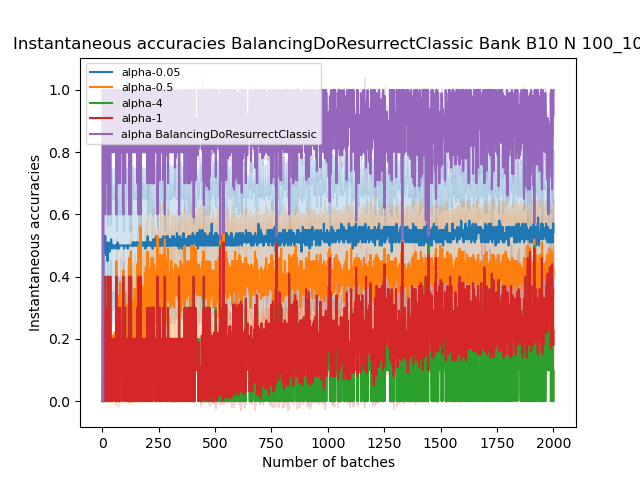 Instantaneous accuracies BalancingDoResurrectClassic Bank B10 N 100_10
alpha-0.05
alpha-0.5
alpha-4
alpha-1
alpha BalancingDoResurrectClassic
Instantaneous accuracies
1.0
0.8
0.6
0.4
0.2
0.0
0 250 500 750 1000 1250 1500 1750 2000
Number of batches